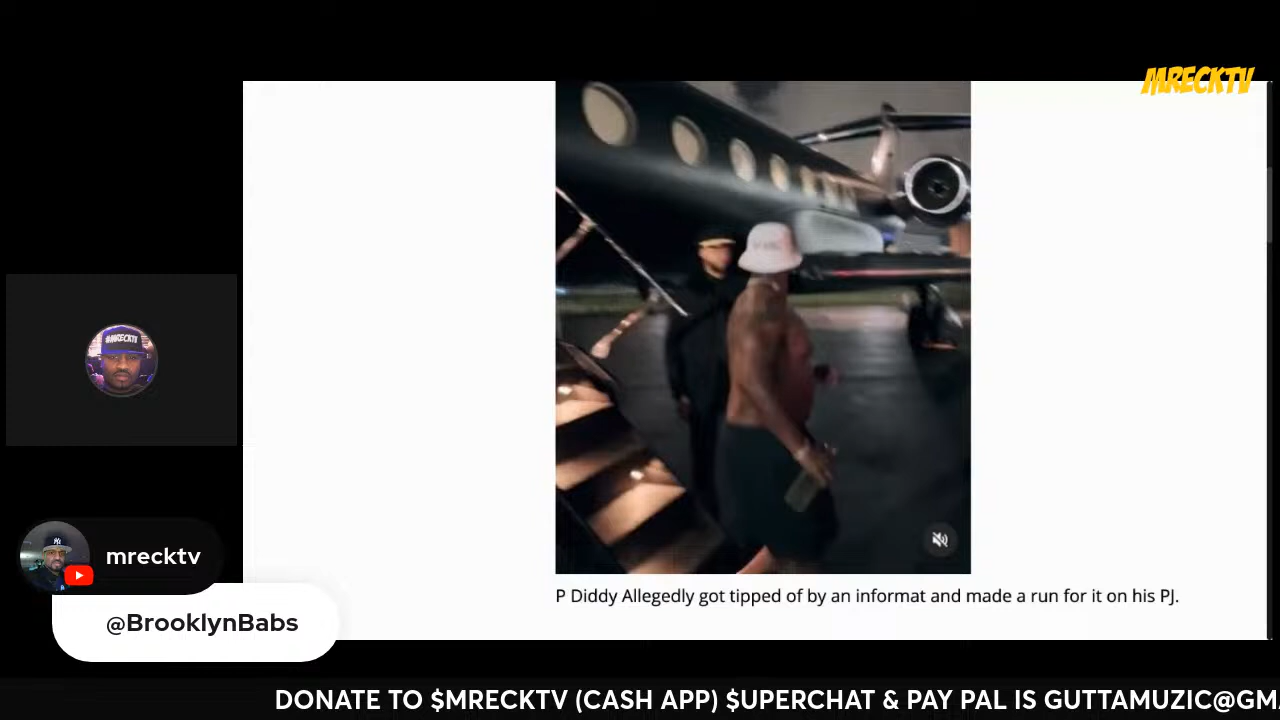 MRECKTV
#MRECKTV
P Diddy Allegedly got tipped of by an informat and made a run for it on his PJ.
mrecktv
@BrooklynBabs
DONATE TO $MRECKTV (CASH APP) $UPERCHAT & PAY PAL IS GUTTAMUZIC@GM